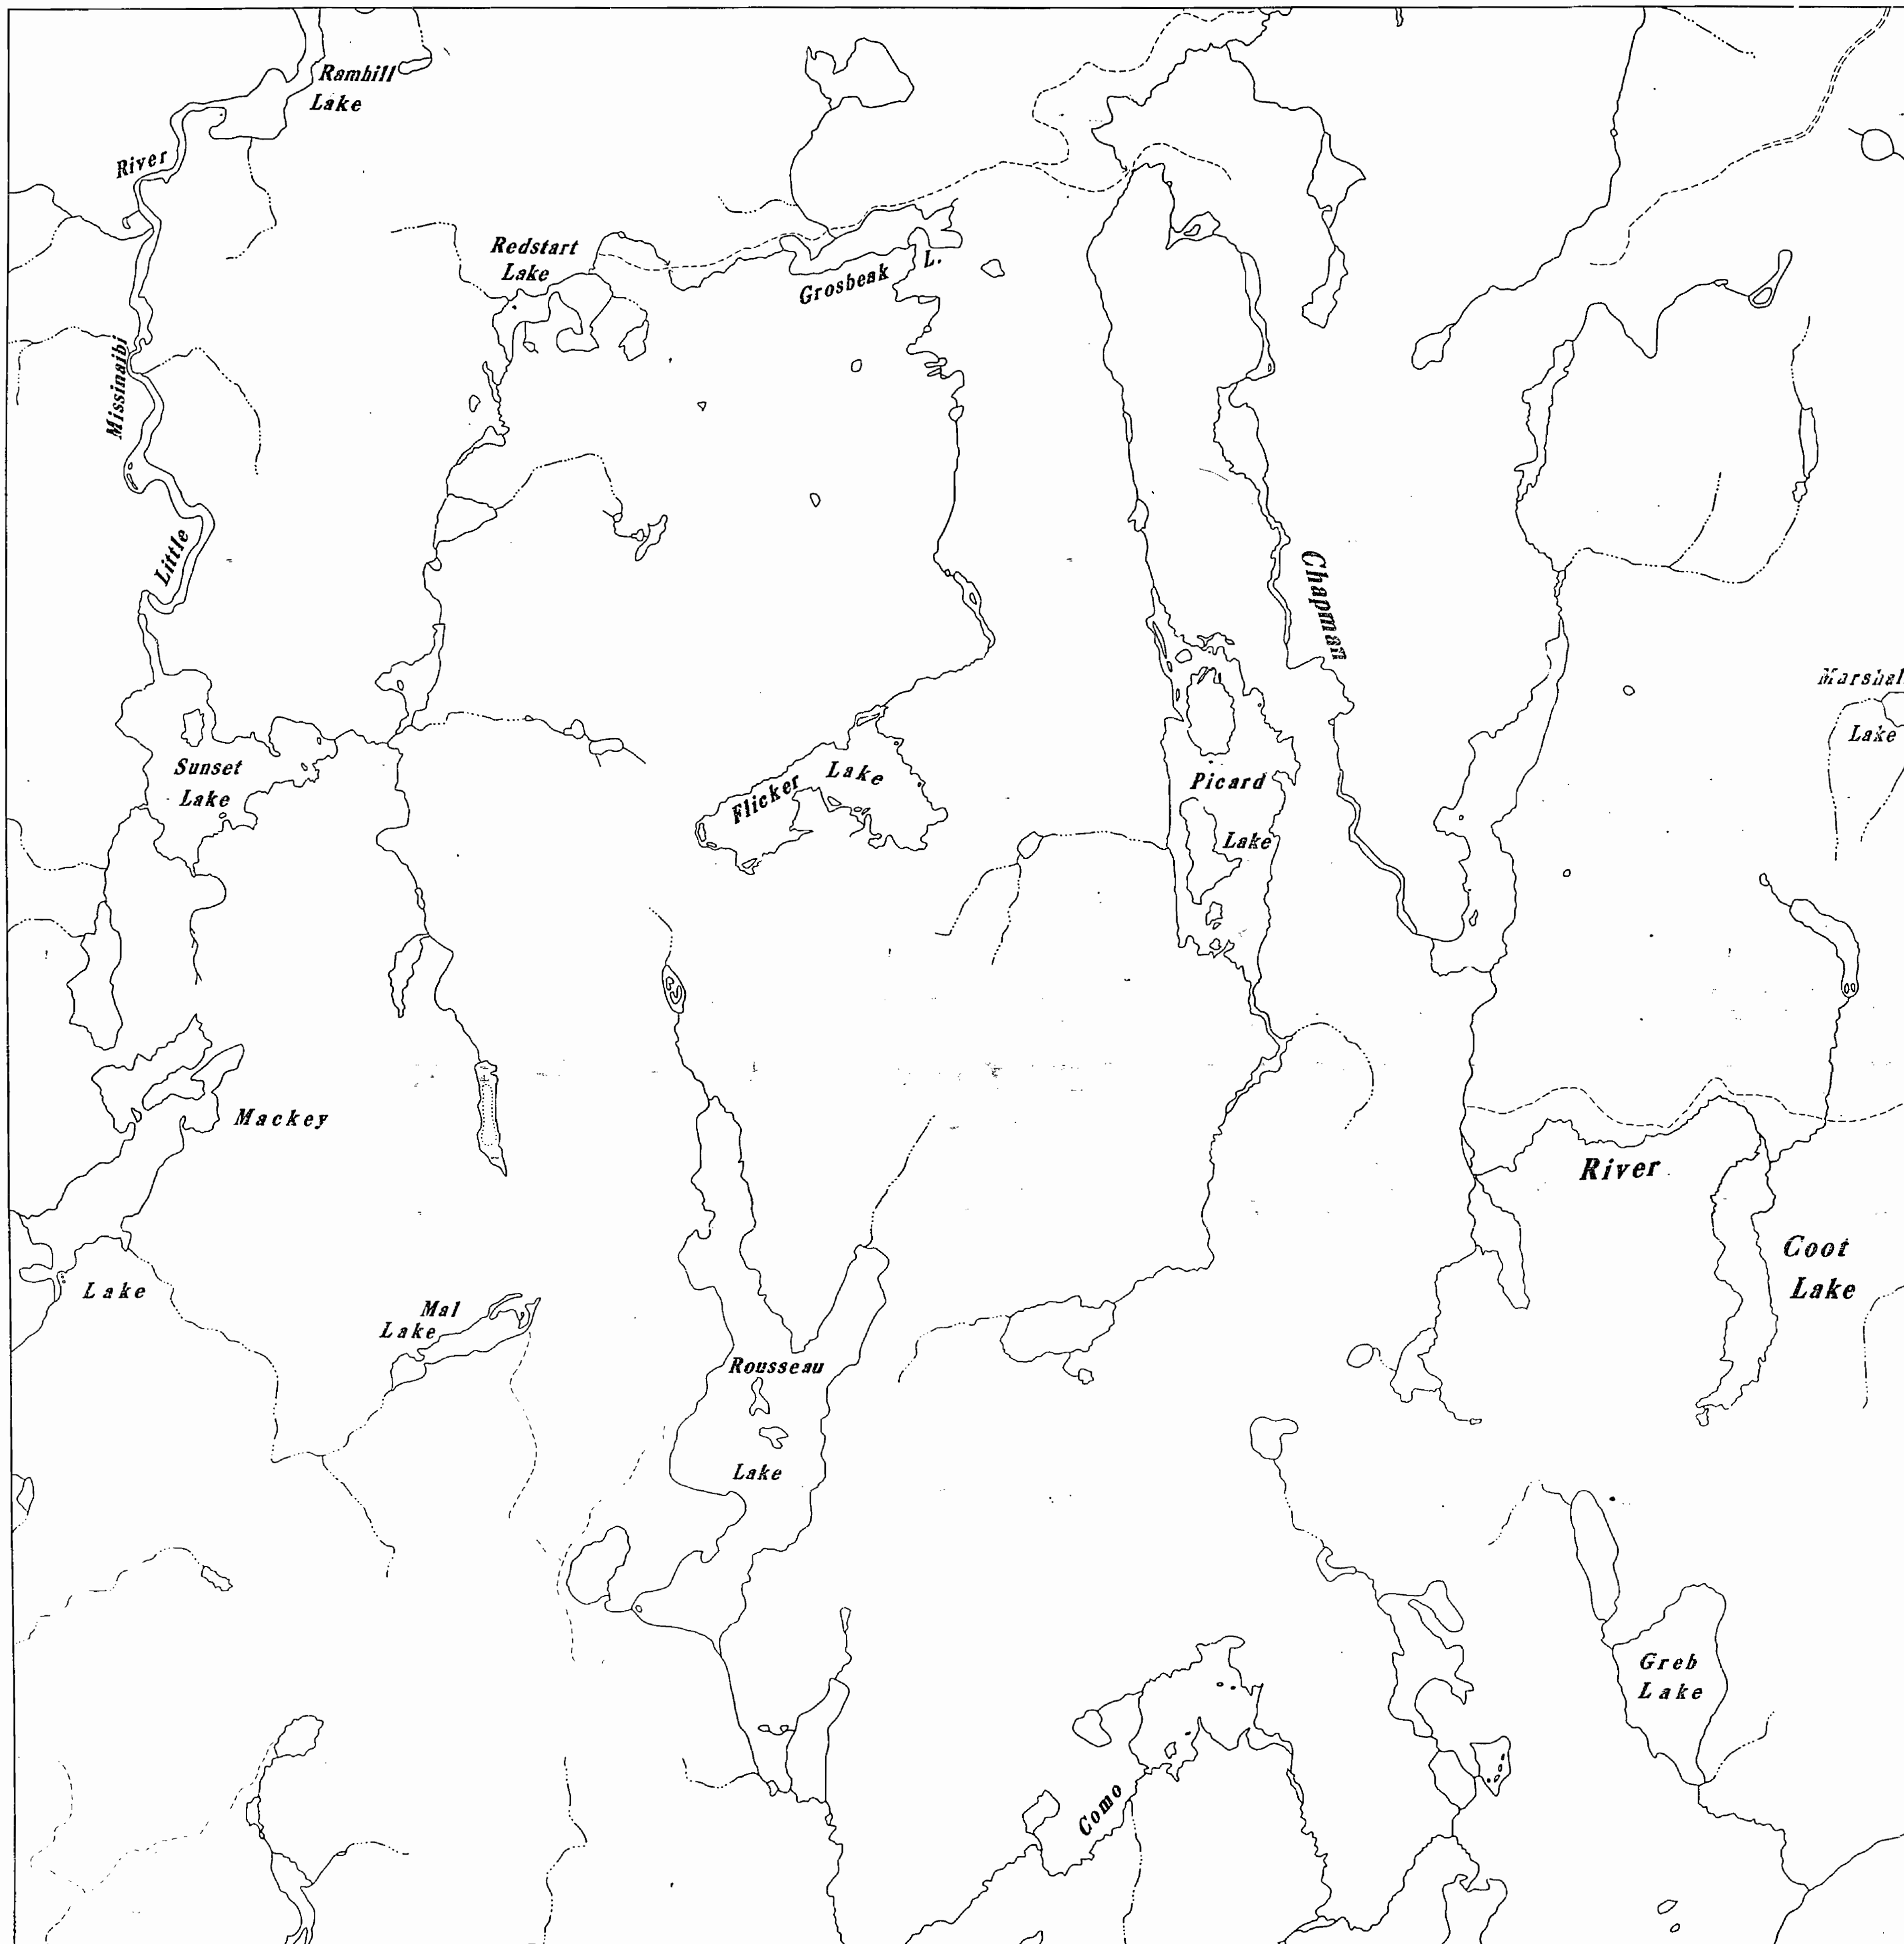 Ramhill
Lake
River
Redstart
Lake
Grosbeak L.
Missinaibi
Little
Chapman
Lake
Sunset
Lake
Flicker Lake
Picard
Lake
Mackey
River
Coot
Lake
Lake
Mal
Lake
Rousseau
Lake
Greb
Lake
Como